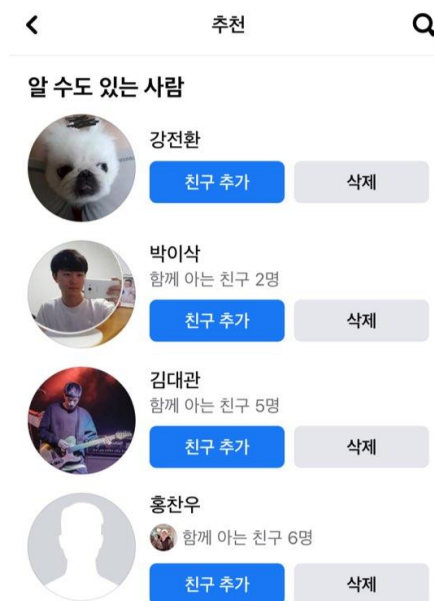 추천
알 수도 있는 사람
강전환
친구 추가 삭제
박이삭
함께 아는 친구 2명
친구 추가 삭제
김대관
함께 아는 친구 5명
친구 추가 삭제
홍찬우
함께 아는 친구 6명
친구 추가 삭제